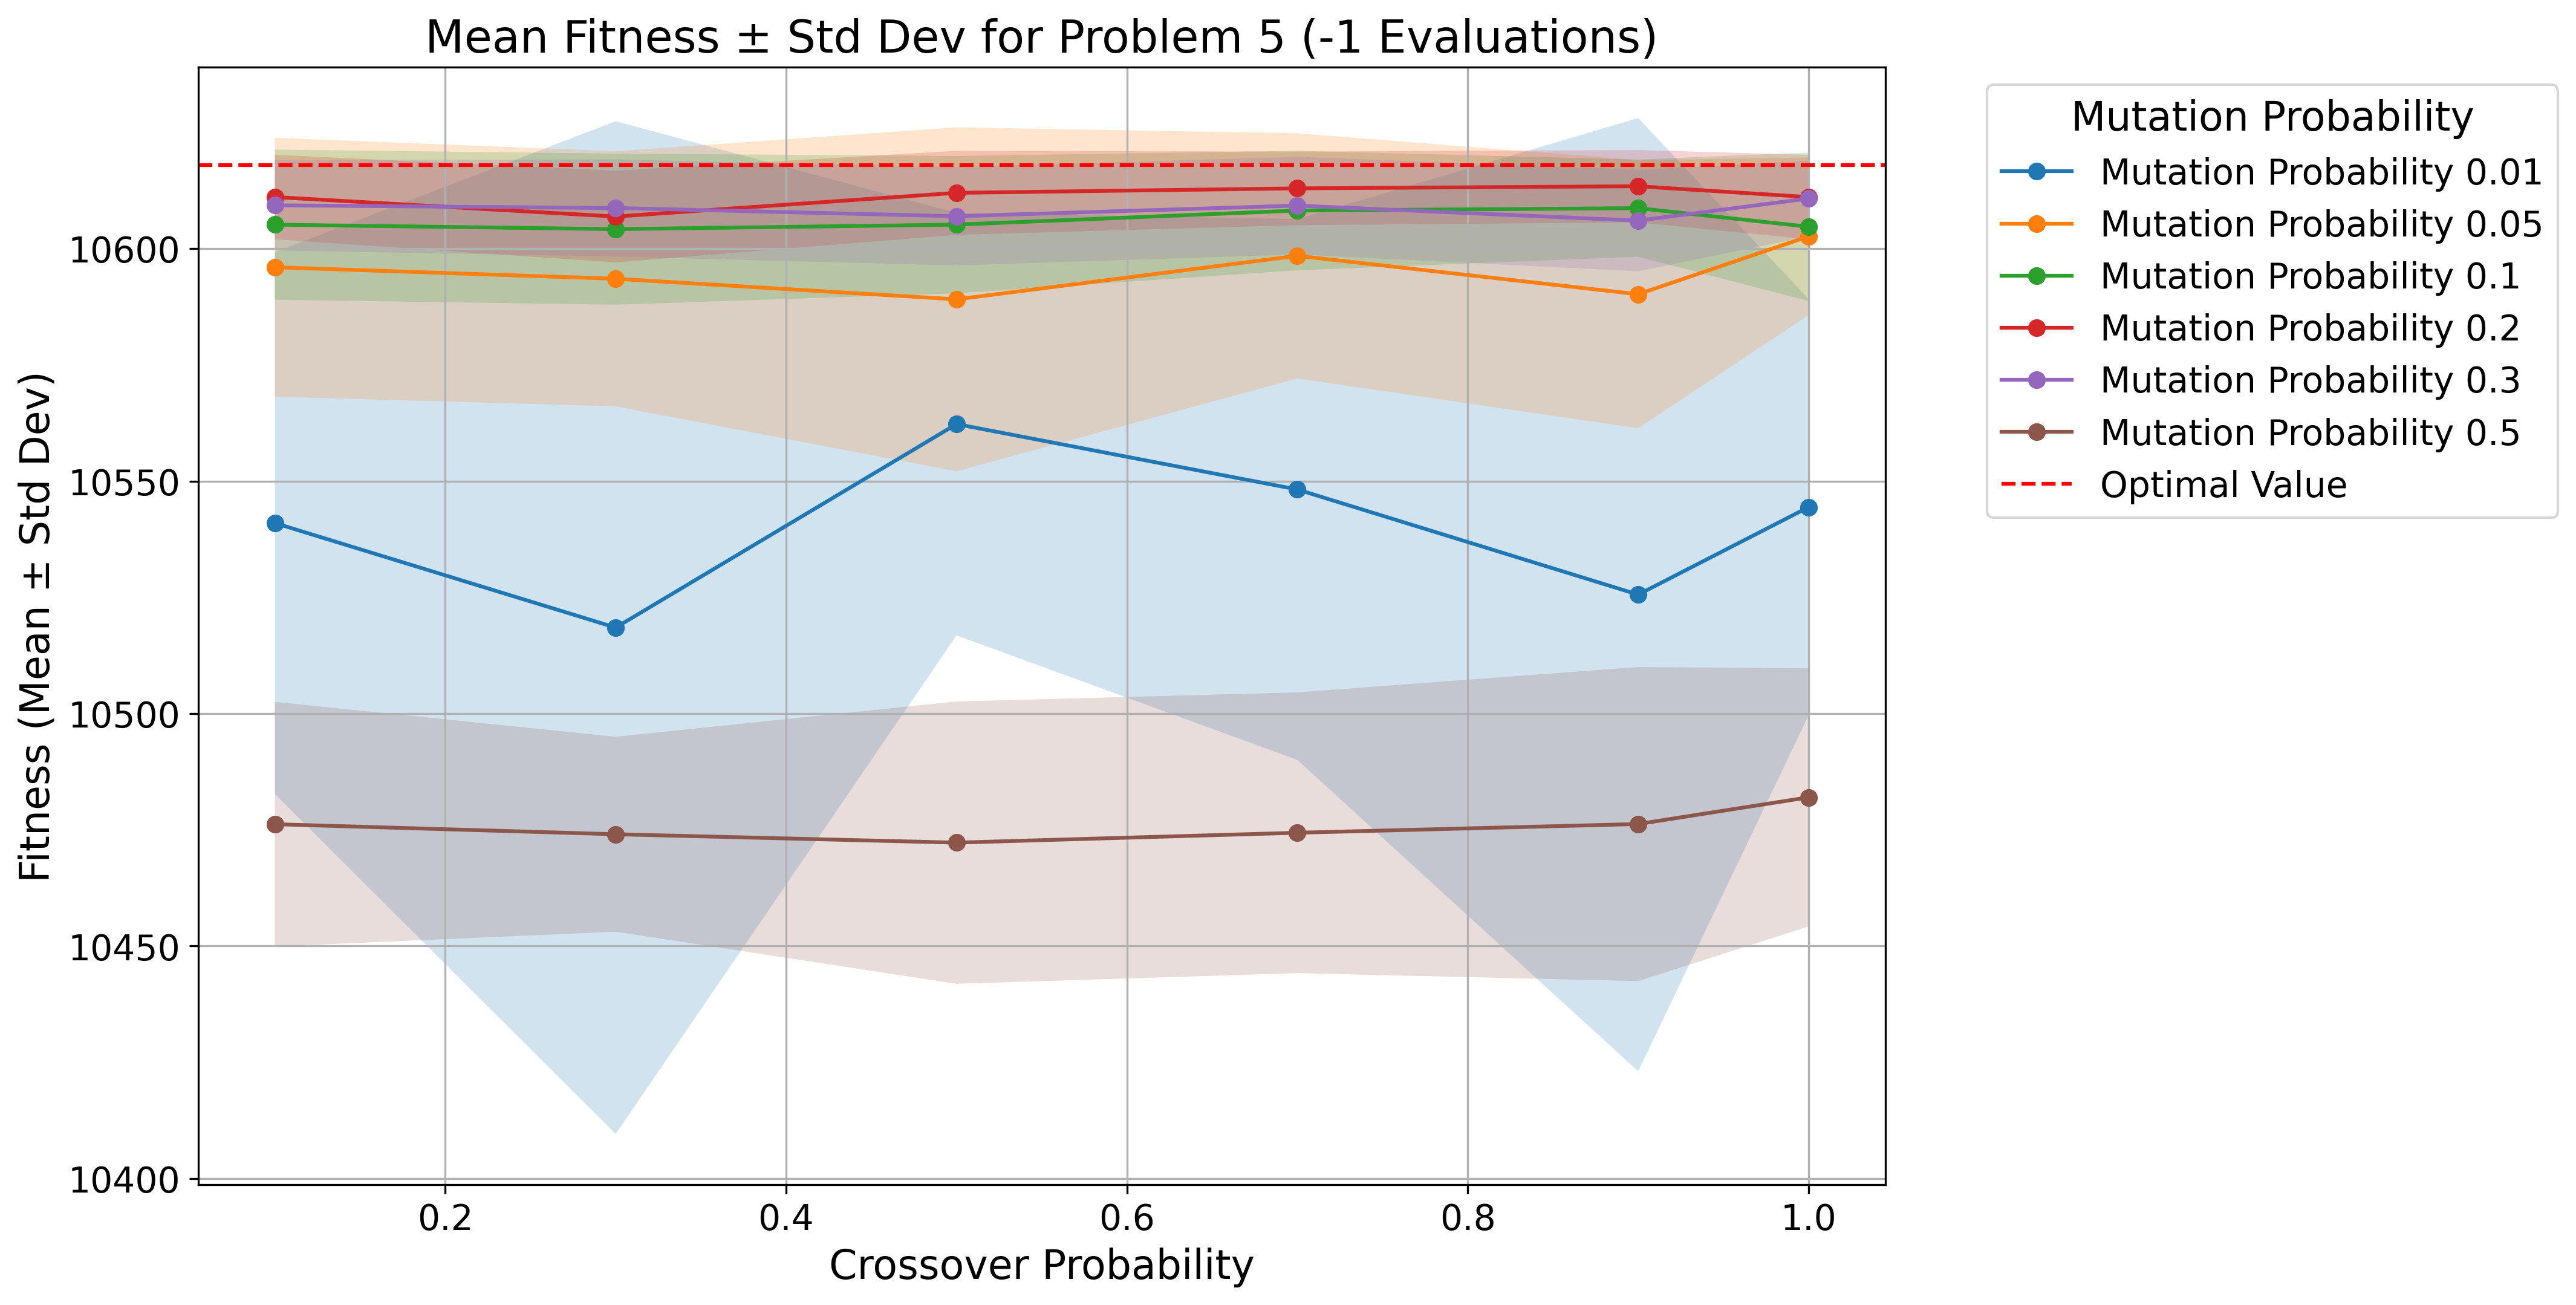 Mean Fitness ± Std Dev for Problem 5 (-1 Evaluations)
Fitness (Mean ± Std Dev)
10600
10550
10500
10450
10400
0.2
0.4
0.6
0.8
1.0
Crossover Probability
Mutation Probability
Mutation Probability 0.01
Mutation Probability 0.05
Mutation Probability 0.1
Mutation Probability 0.2
Mutation Probability 0.3
Mutation Probability 0.5
Optimal Value